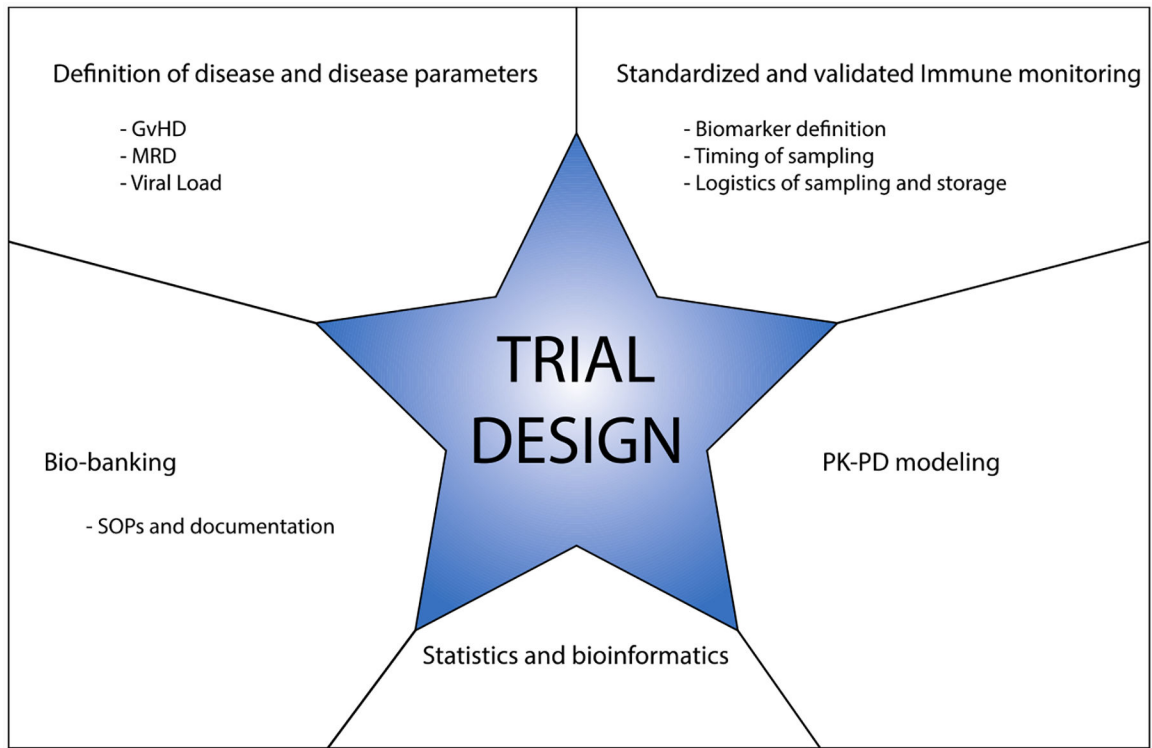 Definition of disease and disease parameters
- GvHD
- MRD
- Viral Load
Standardized and validated Immune monitoring
- Biomarker definition
- Timing of sampling
- Logistics of sampling and storage
TRIAL
DESIGN
Bio-banking
- SOPs and documentation
PK-PD modeling
Statistics and bioinformatics